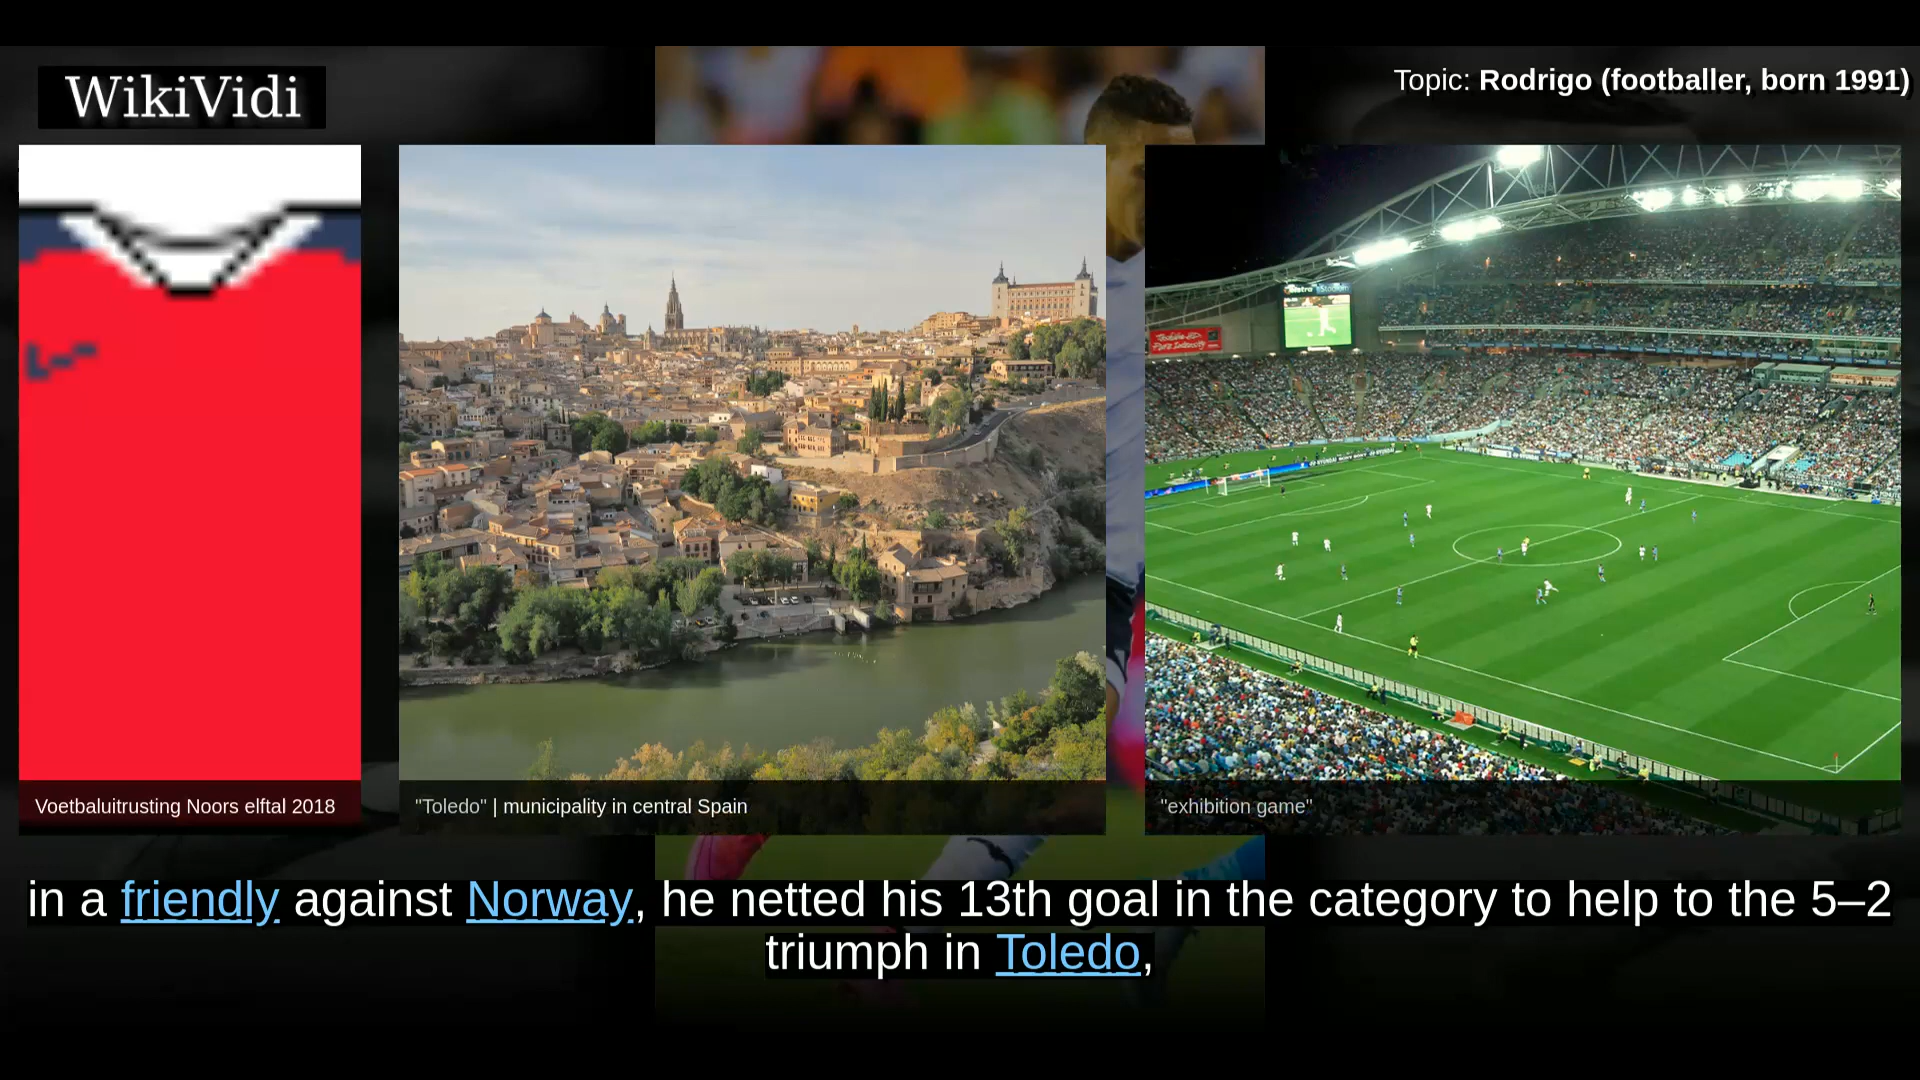 WikiVidi
Topic: Rodrigo (footballer, born 1991)
Voetbaluitrusting Noors elftal 2018
"Toledo" | municipality in central Spain
"exhibition game"
in a friendly against Norway, he netted his 13th goal in the category to help to the 5–2
triumph in Toledo,